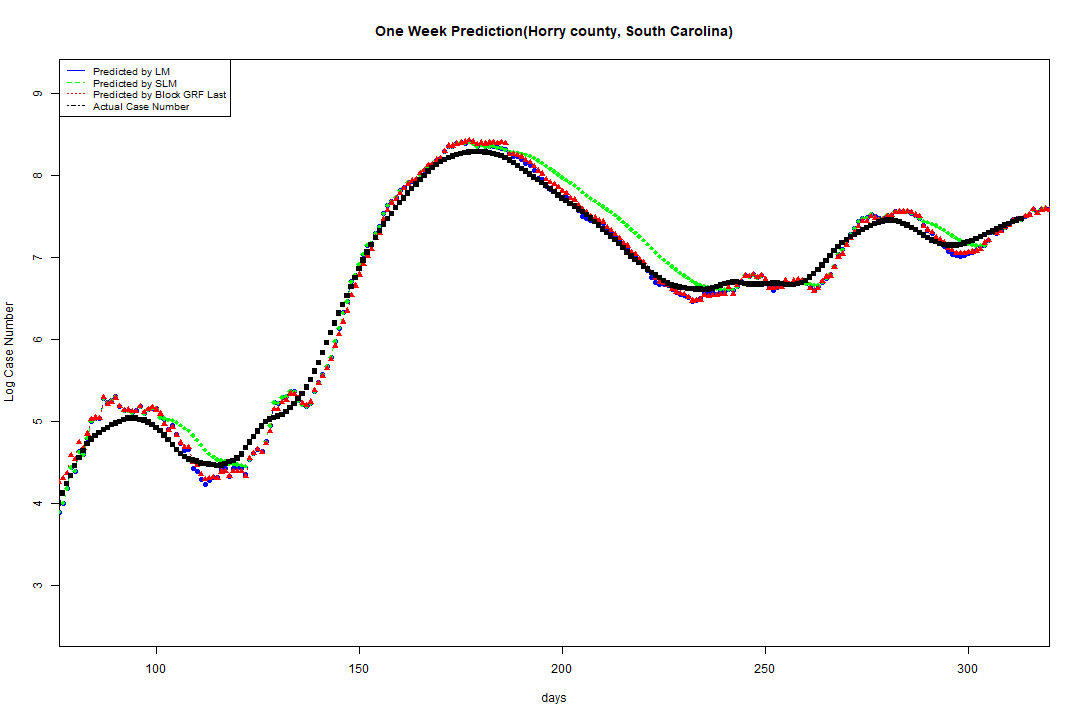 One Week Prediction(Horry county, South Carolina)
Predicted by LM
Predicted by SLM
Predicted by Block GRF Last
Actual Case Number
9
8
7
6
5
4
3
Log Case Number
100 150 200 250 300
days